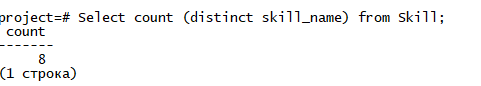 project=# Select count (distinct skill_name) from Skill;
count
-------
8
(1 строка)